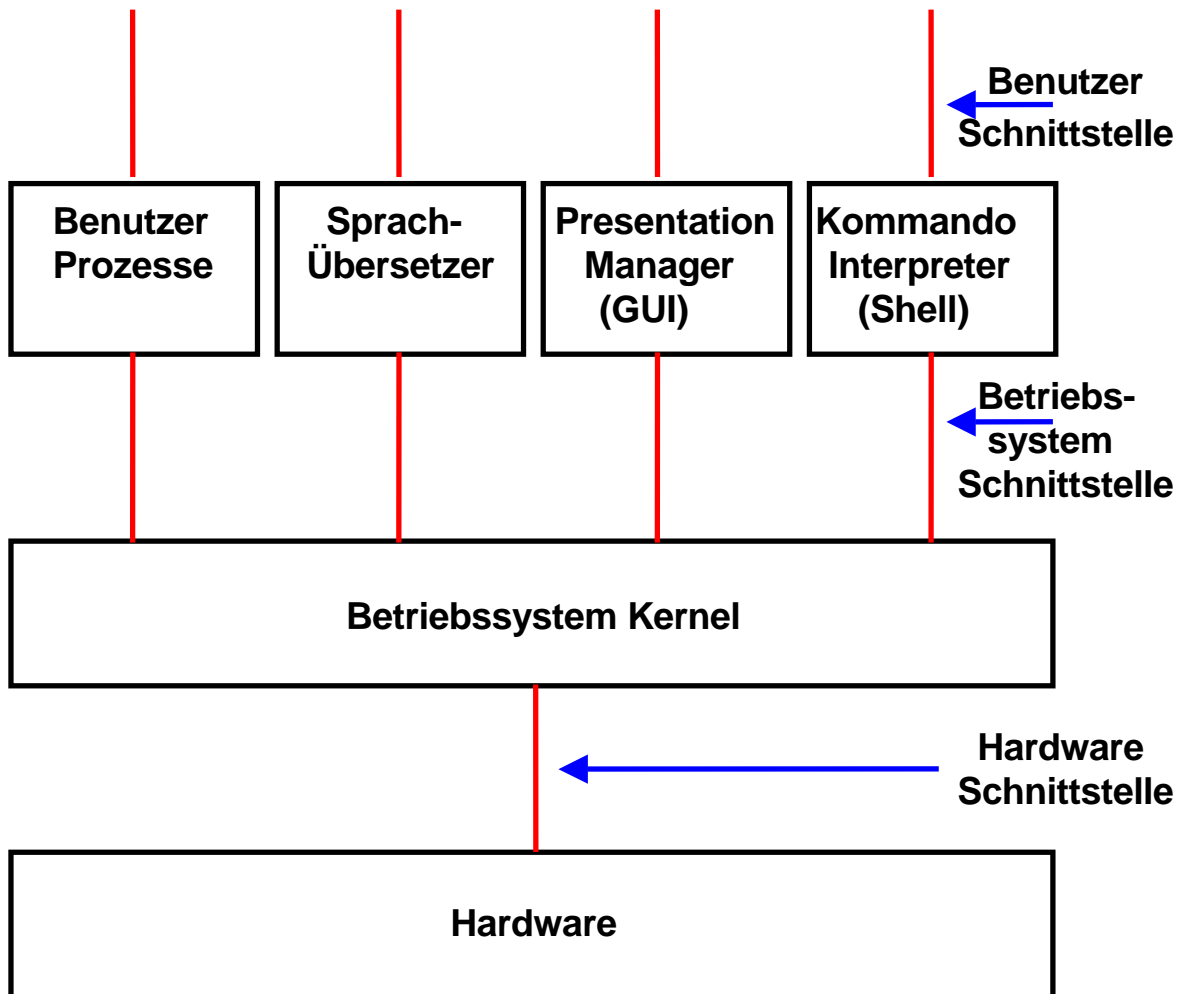 Benutzer
Schnittstelle
Benutzer
Prozesse
Sprach-
Übersetzer
Presentation
Manager
(GUI)
Kommando
Interpreter
(Shell)
Betriebs-
system
Schnittstelle
Betriebssystem Kernel
Hardware
Schnittstelle
Hardware